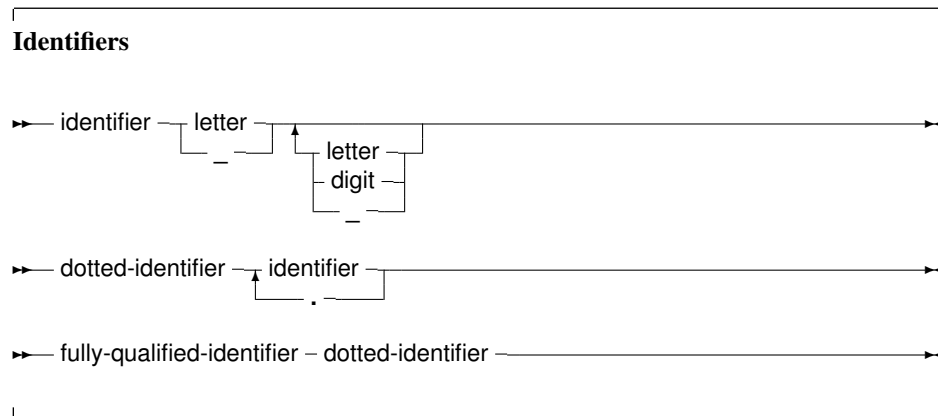 Identifiers
identifier letter
_ letter
digit
_
dotted-identifier identifier
.
fully-qualified-identifier dotted-identifier